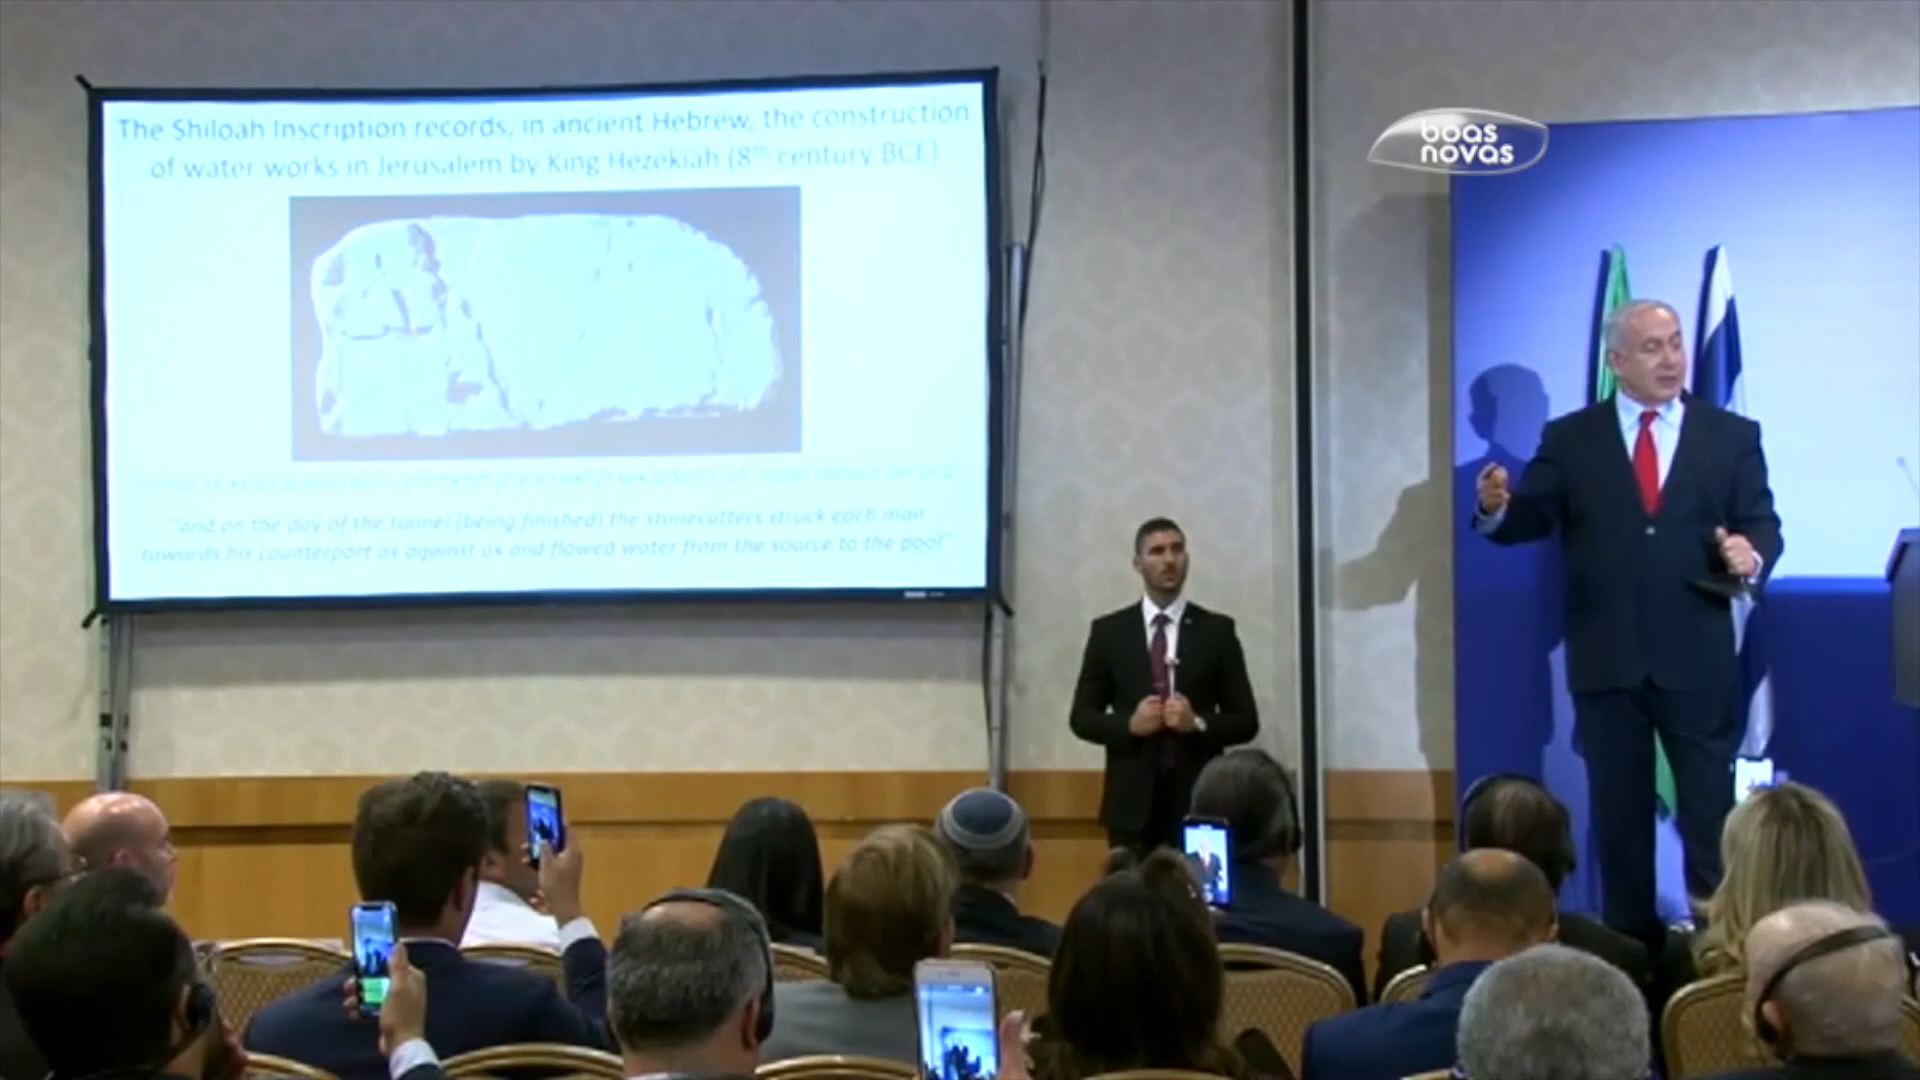 The Shiloah Inscription records, in ancient Hebrew, the construction
of water works in Jerusalem by King Hezekiah (8th century BCE)
"and on the day of the tunnel (being finished) the stonecutters struck each man
towards his counterpart ax against ax and flowed water from the source to the pool"
boas
novas